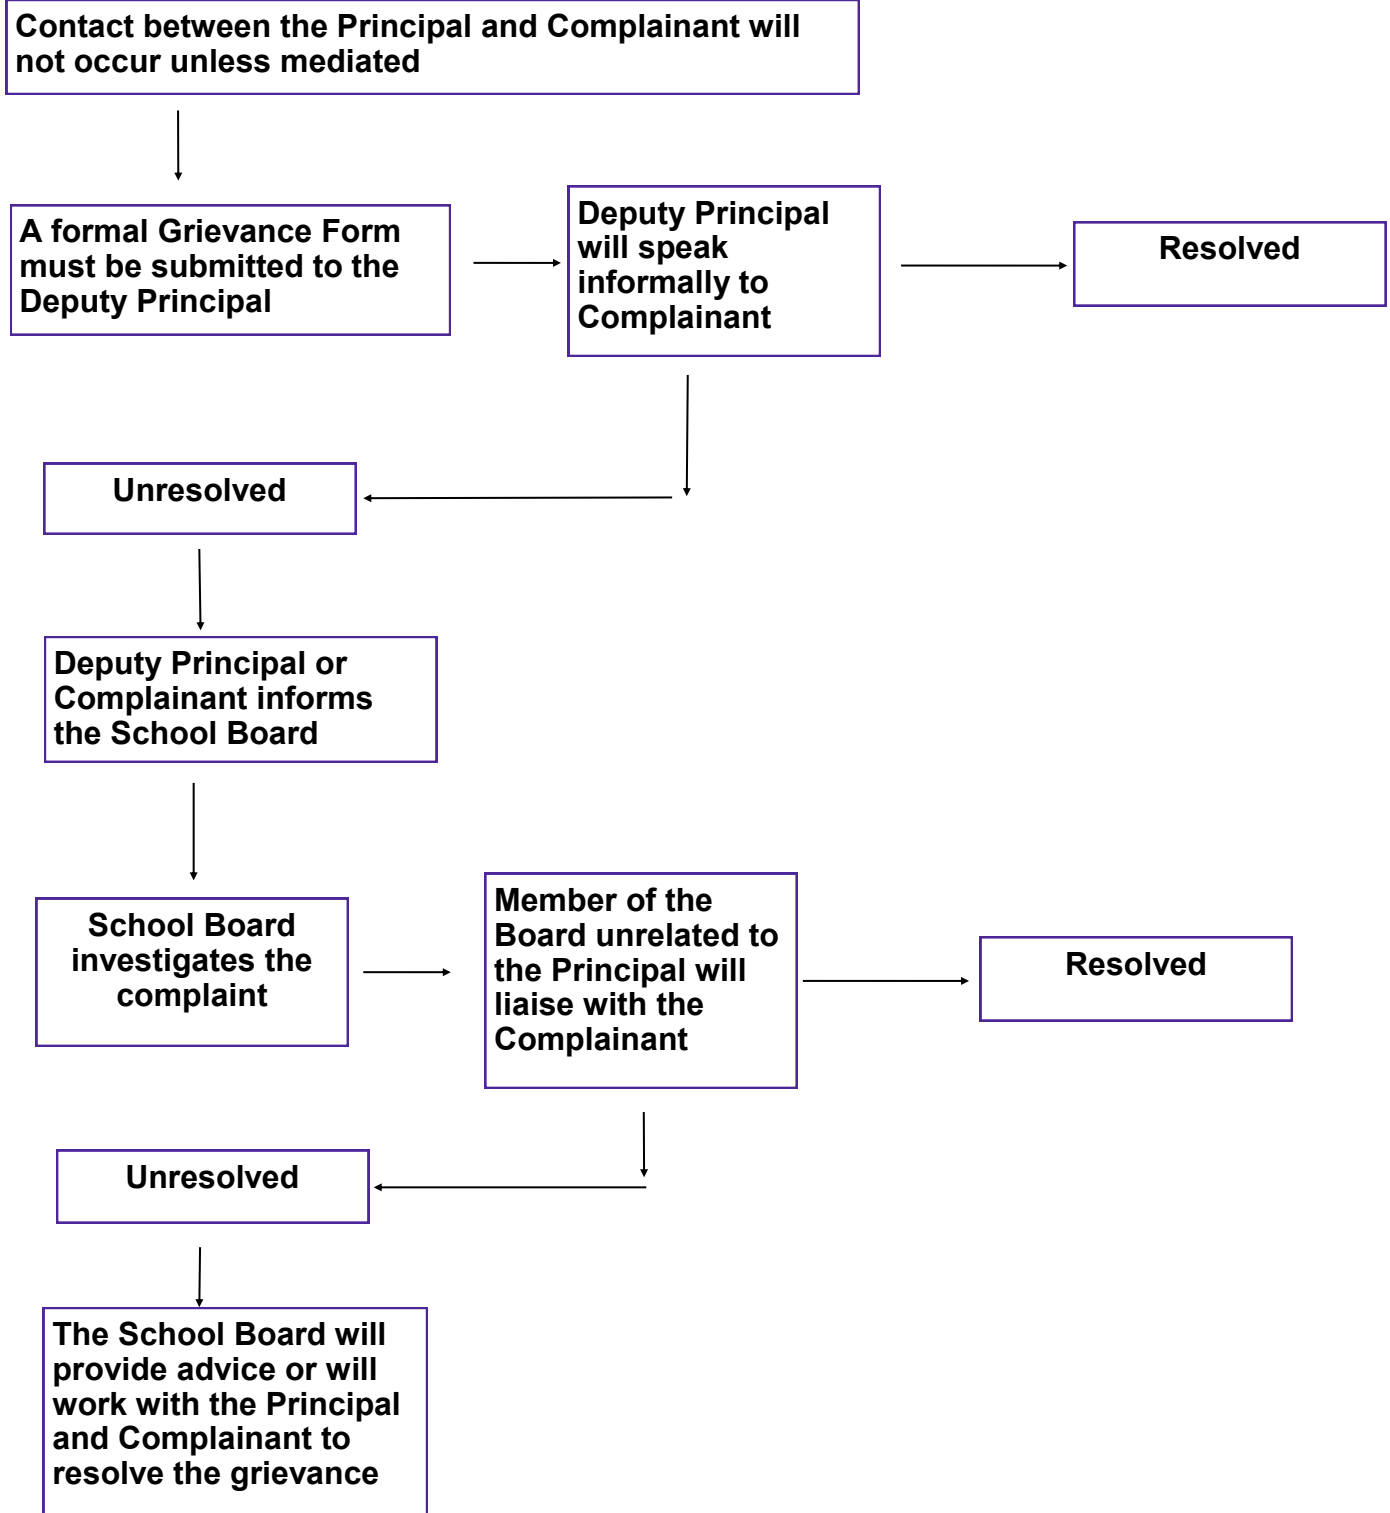 Contact between the Principal and Complainant will
not occur unless mediated
A formal Grievance Form
must be submitted to the
Deputy Principal
Deputy Principal
will speak
informally to
Complainant
Resolved
Unresolved
Deputy Principal or
Complainant informs
the School Board
School Board
investigates the
complaint
Member of the
Board unrelated to
the Principal will
liaise with the
Complainant
Resolved
Unresolved
The School Board will
provide advice or will
work with the Principal
and Complainant to
resolve the grievance